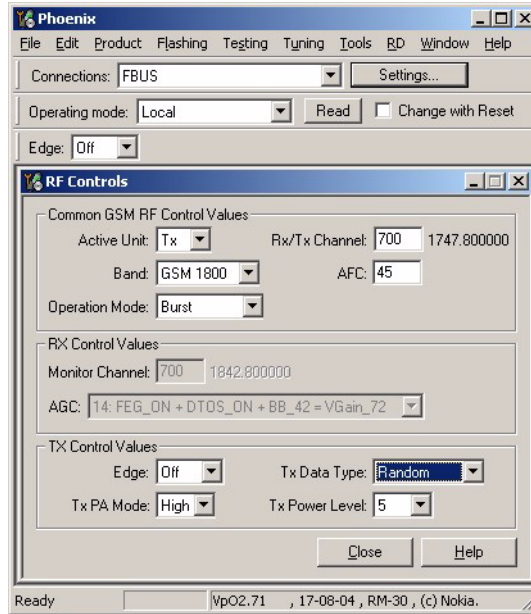 Phoenix
File Edit Product Flashing Testing Tuning Tools RD Window Help
Connections: FBUS Settings...
Operating mode: Local Read Change with Reset
Edge: Off
RF Controls
Common GSM RF Control Values
Active Unit: Tx Rx/Tx Channel: 700 1747.800000
Band: GSM 1800 AFC: 45
Operation Mode: Burst
RX Control Values
Monitor Channel: 700 1842.800000
AGC: 14: FEG_ON + DTOS_ON + BB_42 = VGain_72
TX Control Values
Edge: Off Tx Data Type: Random
Tx PA Mode: High Tx Power Level: 5
Close Help
Ready VpO2.71 , 17-08-04 , RM-30 , (c) Nokia.